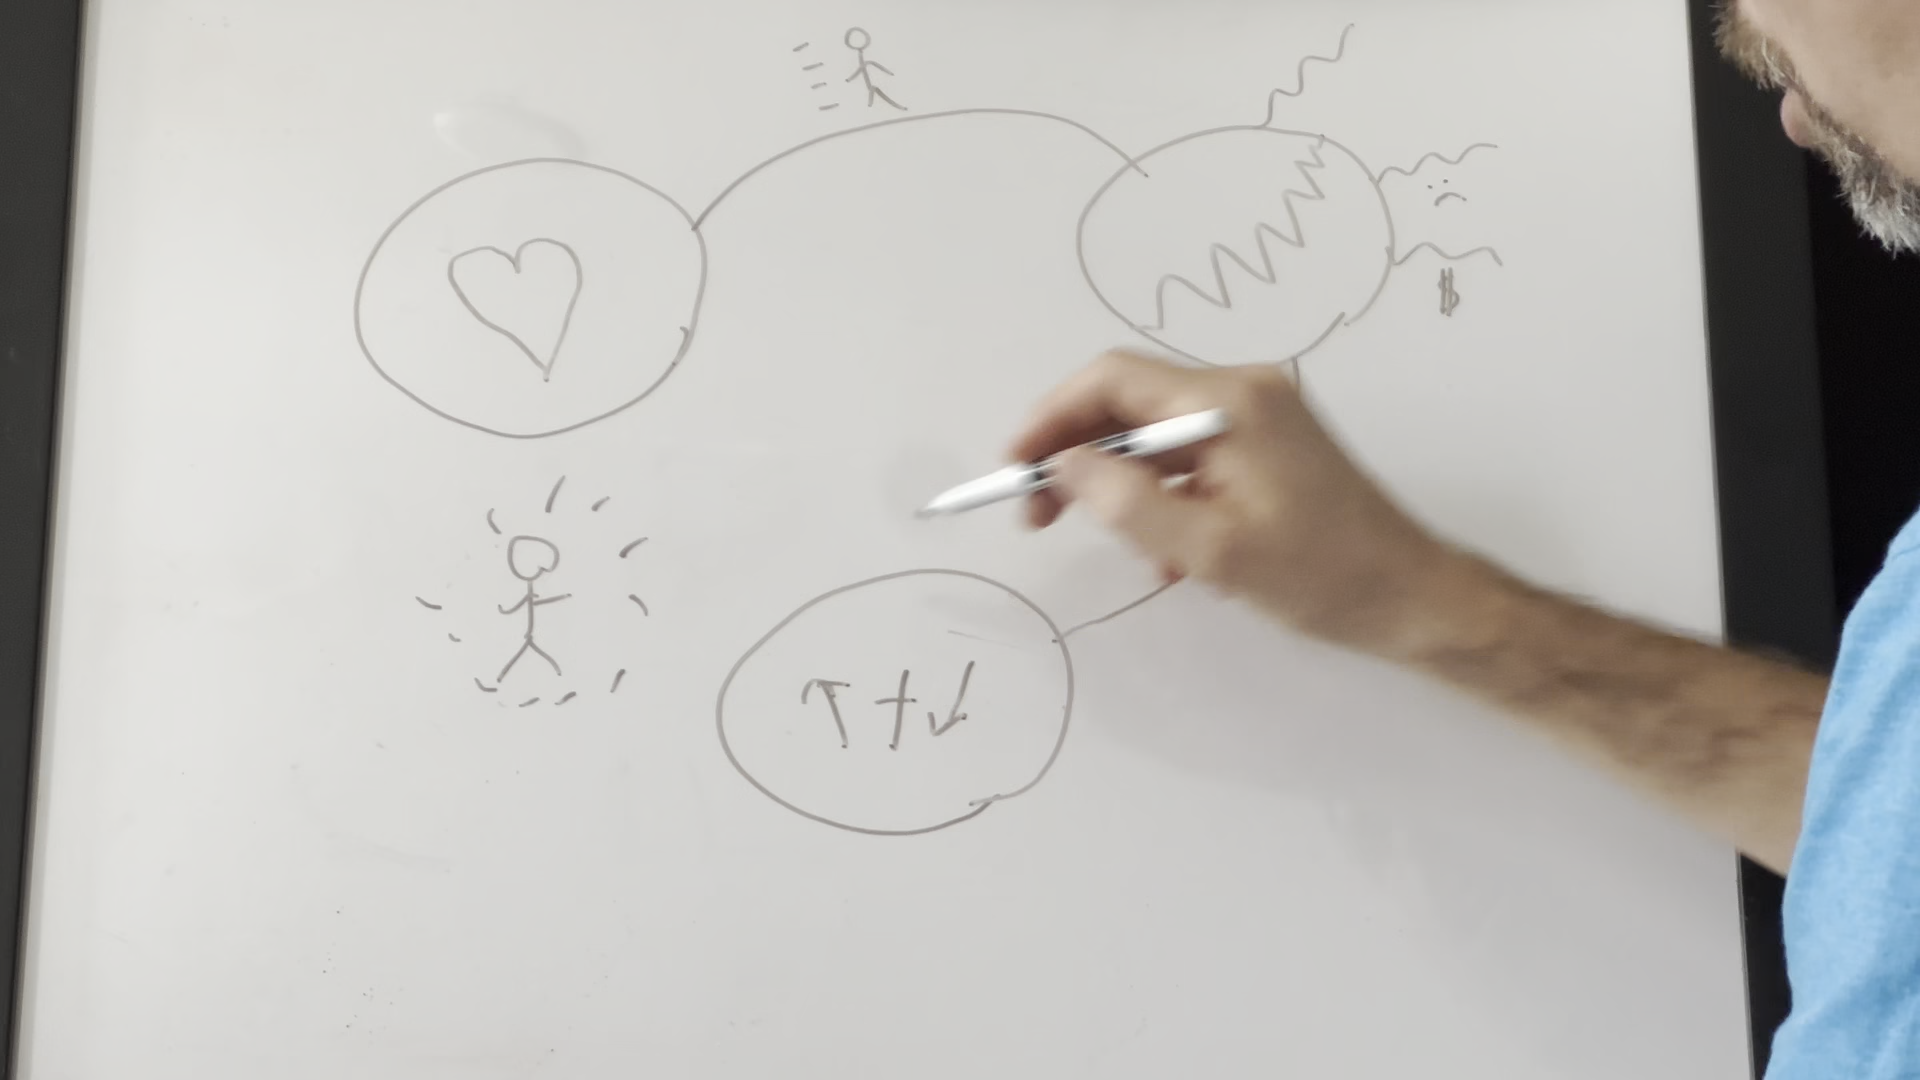 $
↑ + ↓